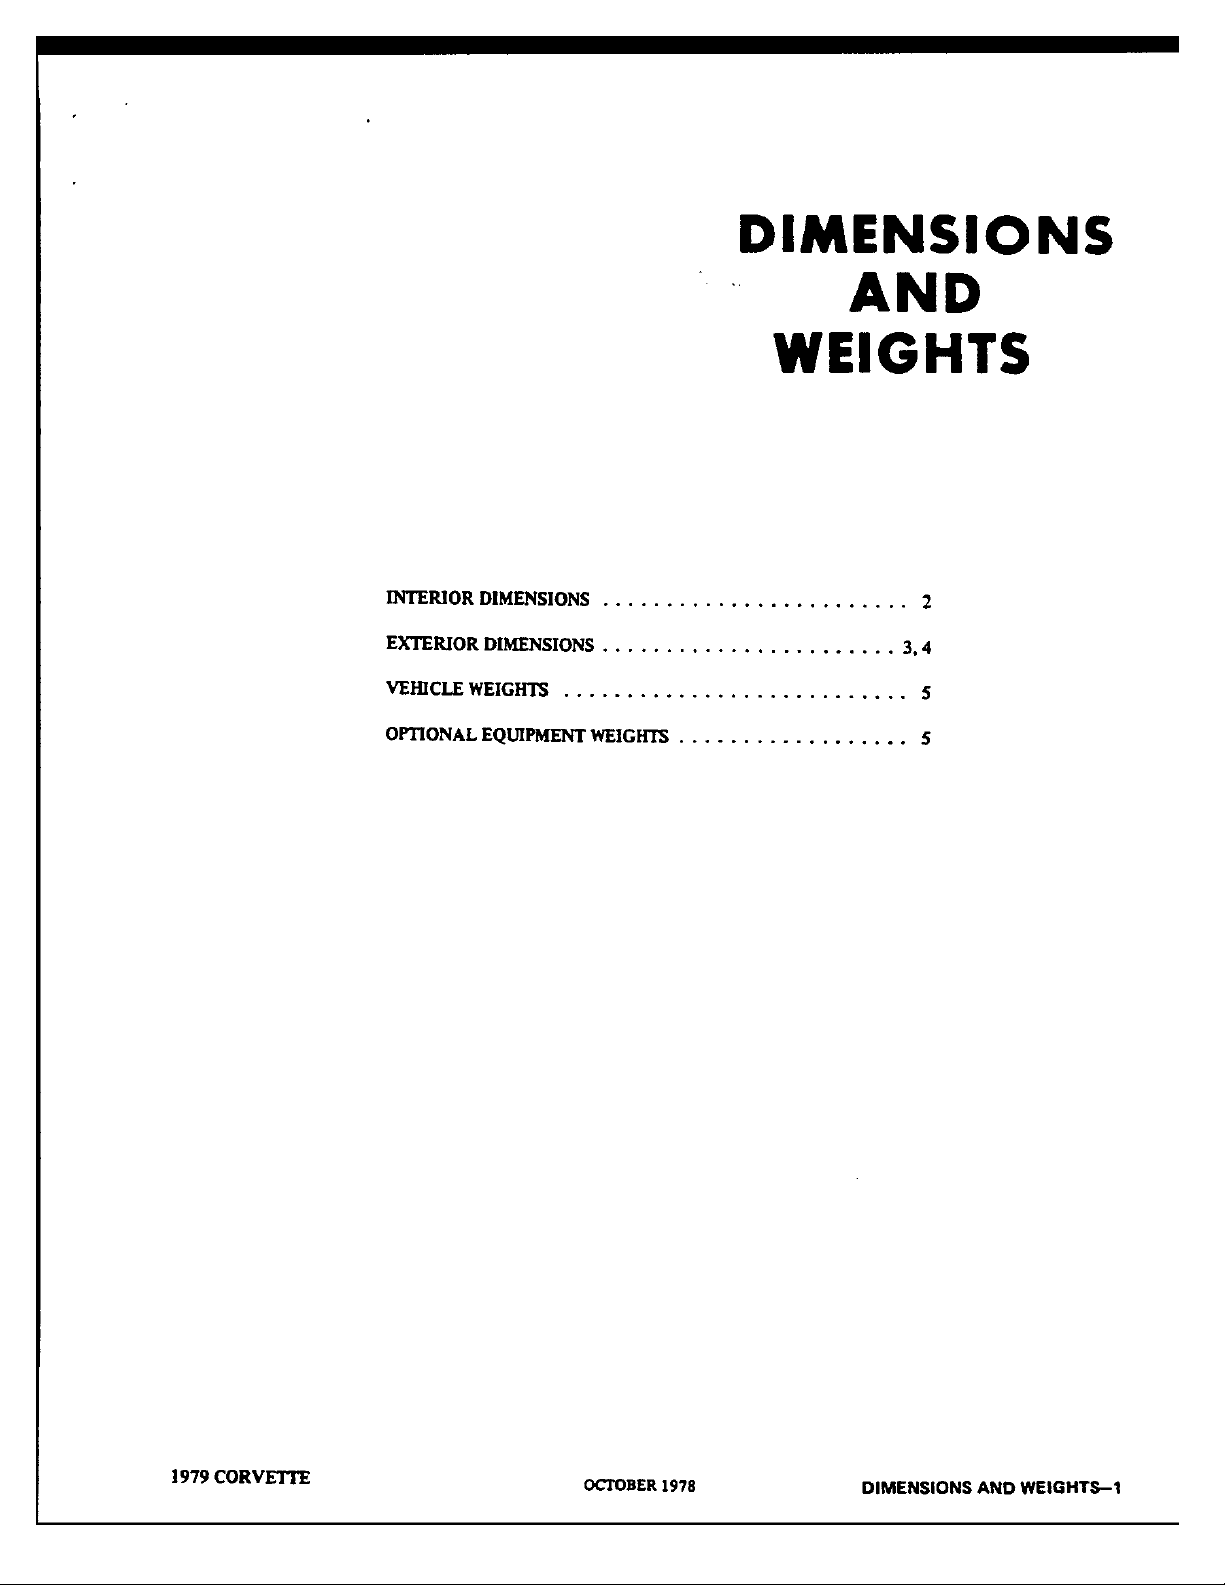 DIMENSIONS
AND
WEIGHTS
INTERIOR DIMENSIONS ........................ 2
EXTERIOR DIMENSIONS ....................... 3, 4
VEHICLE WEIGHTS ........................... 5
OPTIONAL EQUIPMENT WEIGHTS .................. 5
1979 CORVETTE
OCTOBER 1978
DIMENSIONS AND WEIGHTS—1